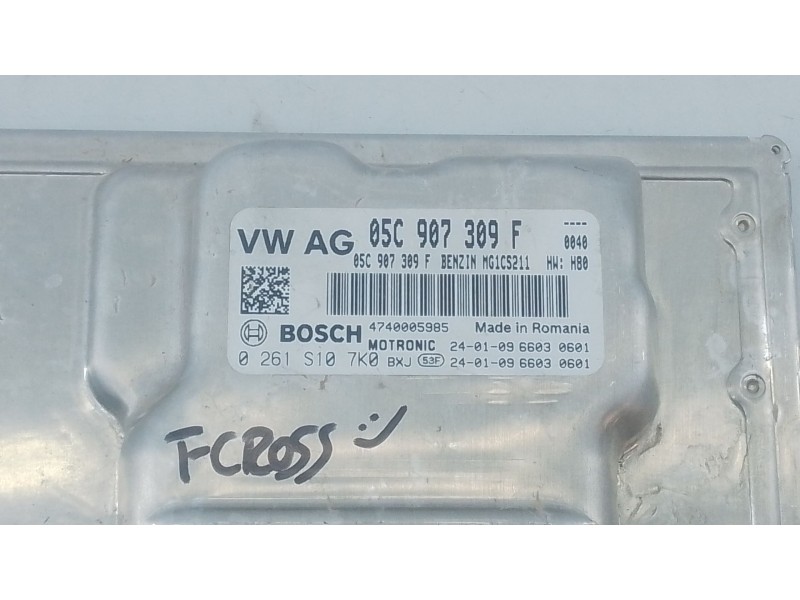 VW AG 05C 907 309 F ----
0040
05C 907 309 F BENZIN MG1CS211 HW: H80
BOSCH 4740005985 Made in Romania
MOTRONIC 24-01-09 6603 0601
0 261 S10 7K0 BXJ 53F 24-01-09 6603 0601
T-CROSS :)